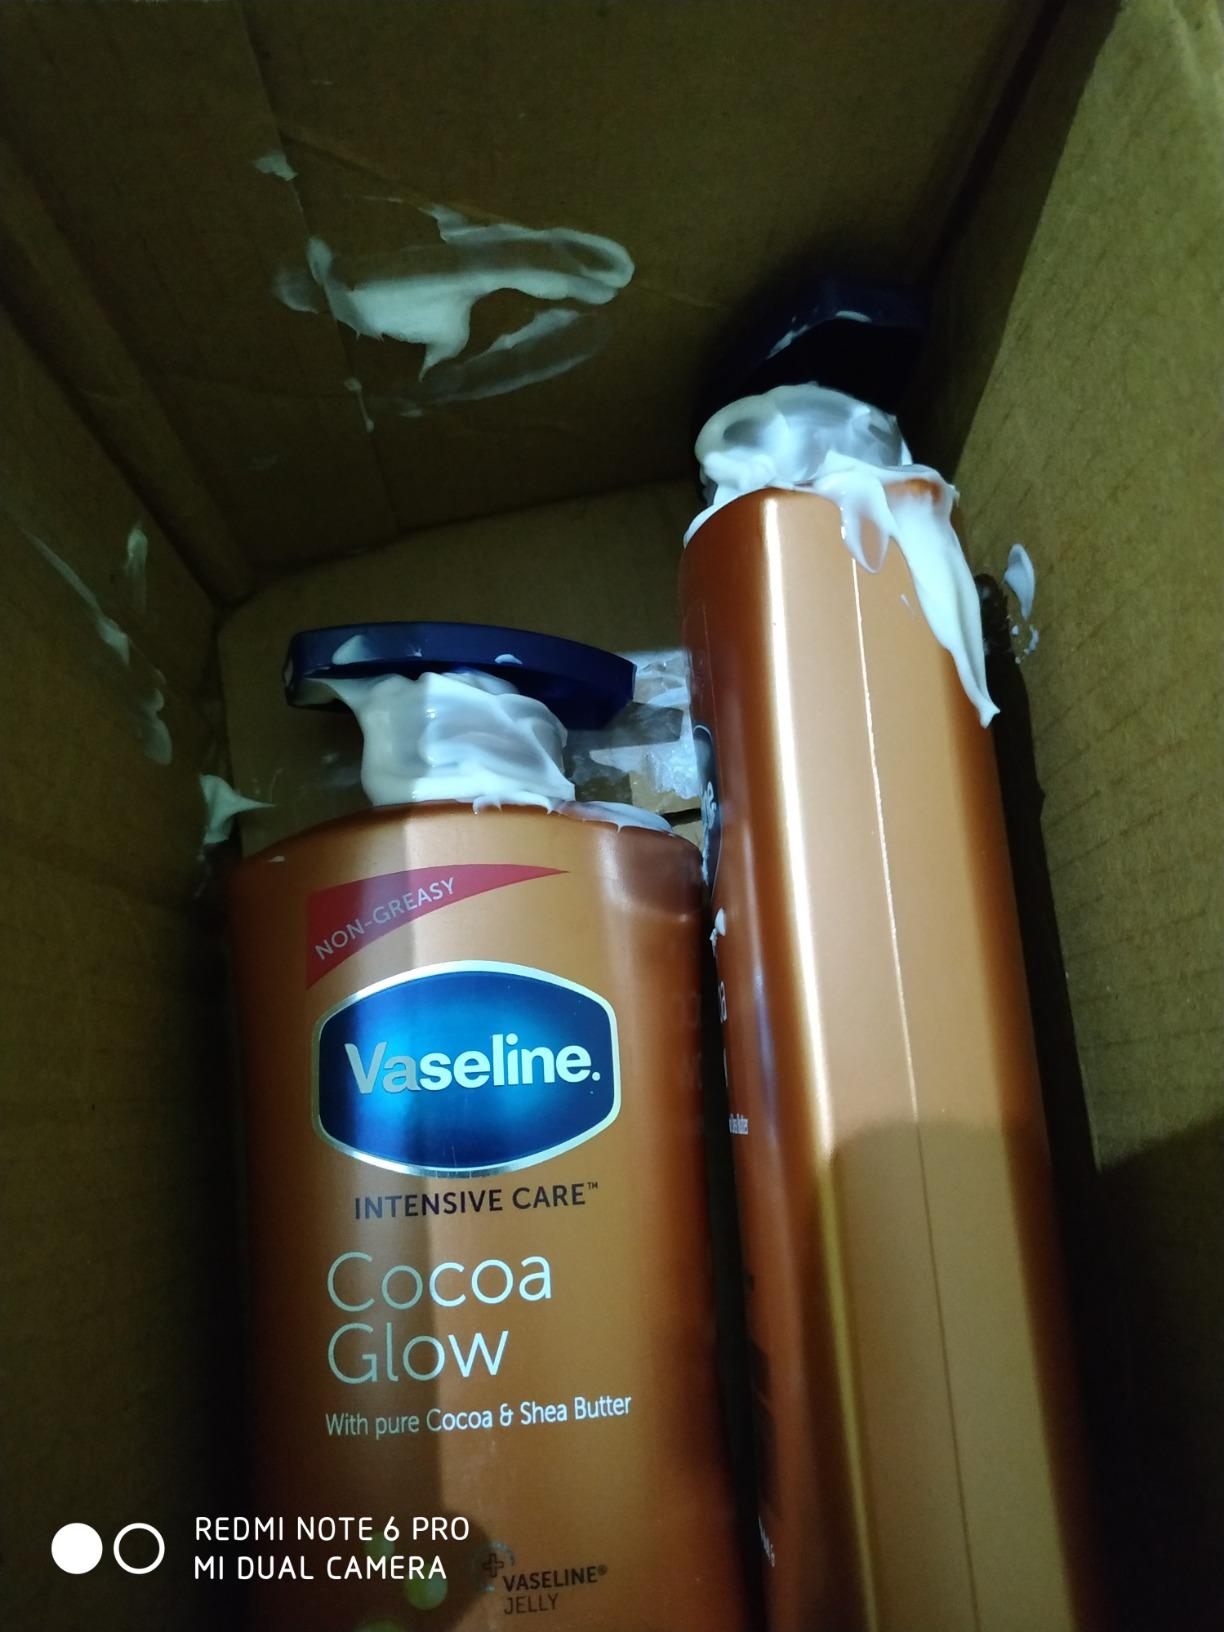 NON-GREASY
Vaseline.
INTENSIVE CARE™
Cocoa
Glow
With pure Cocoa & Shea Butter
VASELINE®
JELLY
REDMI NOTE 6 PRO
MI DUAL CAMERA